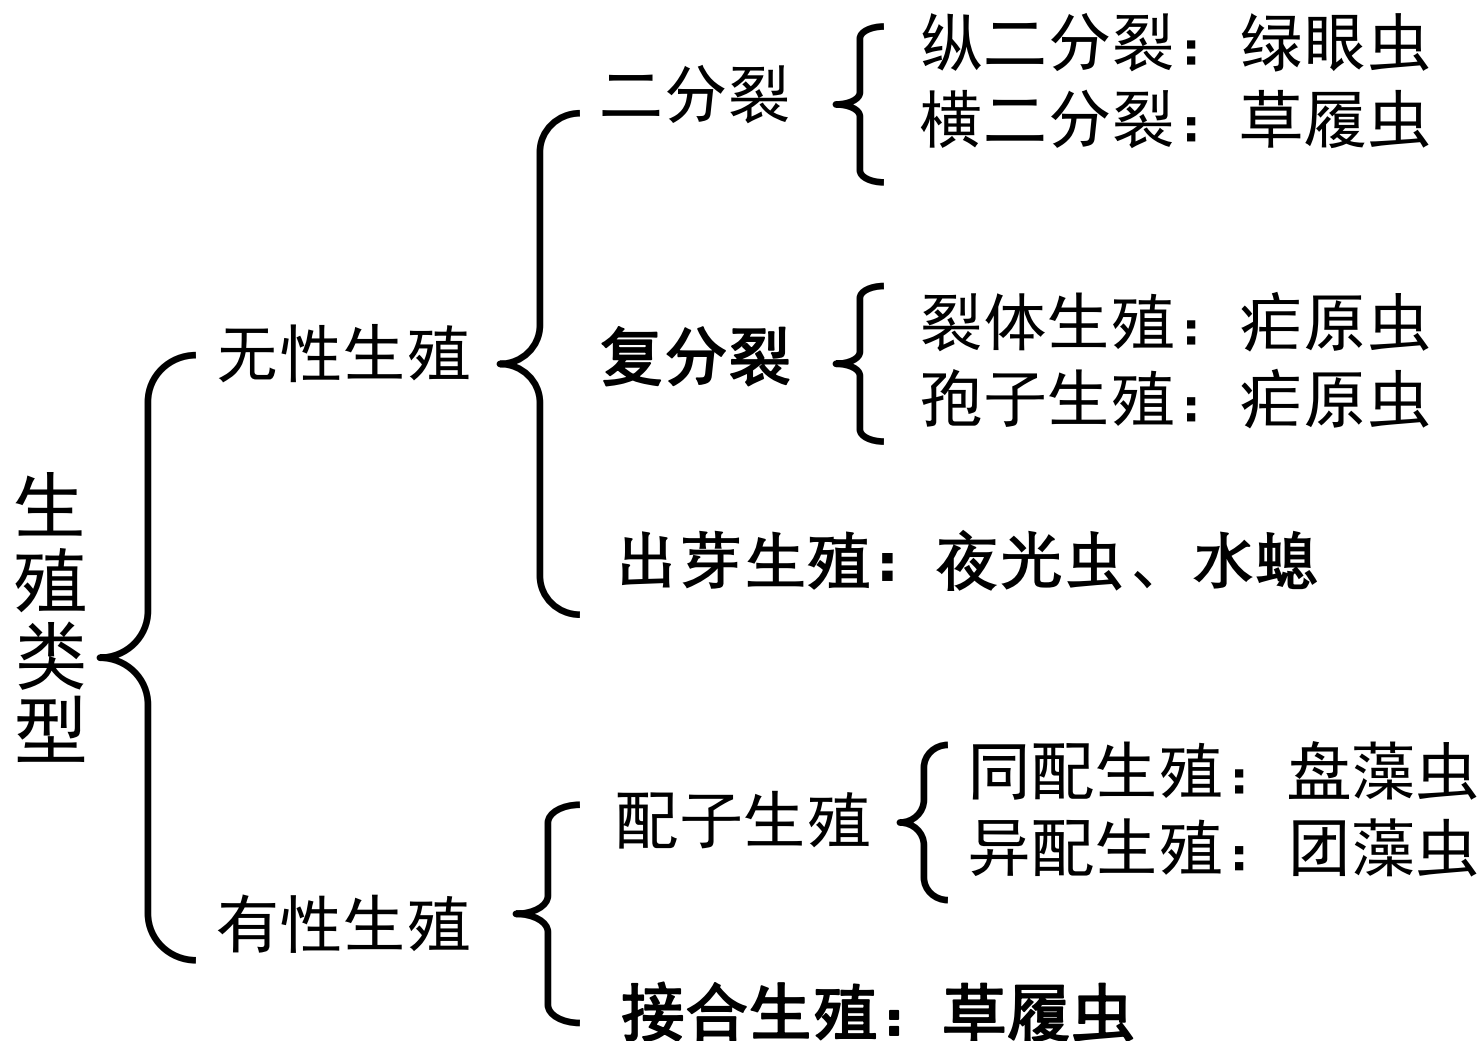 生殖类型
无性生殖
二分裂
纵二分裂：绿眼虫
横二分裂：草履虫
复分裂
裂体生殖：疟原虫
孢子生殖：疟原虫
出芽生殖：夜光虫、水螅
有性生殖
配子生殖
同配生殖：盘藻虫
异配生殖：团藻虫
接合生殖：草履虫